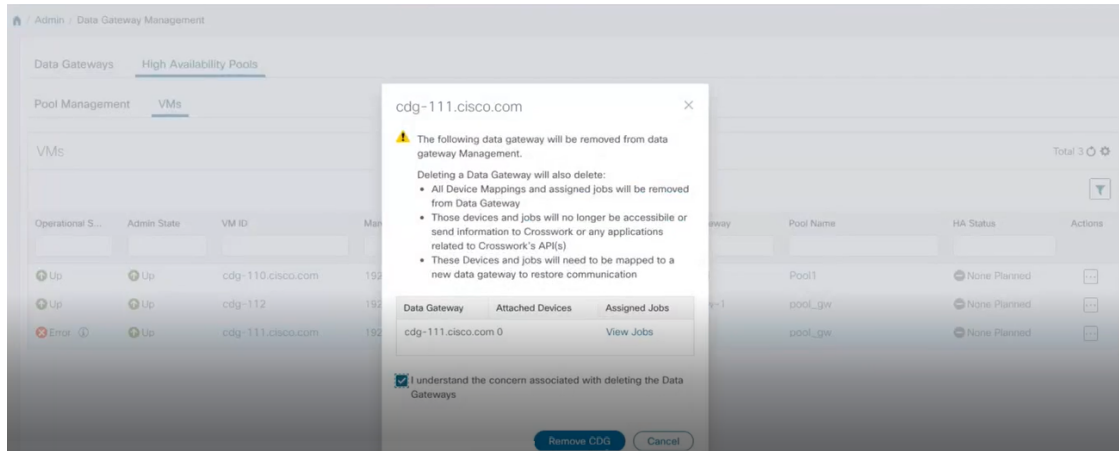 Admin / Data Gateway Management
Data Gateways High Availability Pools
Pool Management VMs
VMs
Total 3
Operational S... Admin State VM ID Pool Name HA Status Actions
Up Up cdg-110.cisco.com Pool1 None Planned
Up Up cdg-112 pool_gw None Planned
Error Up cdg-111.cisco.com pool_gw None Planned
cdg-111.cisco.com
The following data gateway will be removed from data
gateway Management.
Deleting a Data Gateway will also delete:
• All Device Mappings and assigned jobs will be removed
from Data Gateway
• Those devices and jobs will no longer be accessibile or
send information to Crosswork or any applications
related to Crosswork's API(s)
• These Devices and jobs will need to be mapped to a
new data gateway to restore communication
Data Gateway Attached Devices Assigned Jobs
cdg-111.cisco.com 0 View Jobs
I understand the concern associated with deleting the Data
Gateways
Remove CDG Cancel